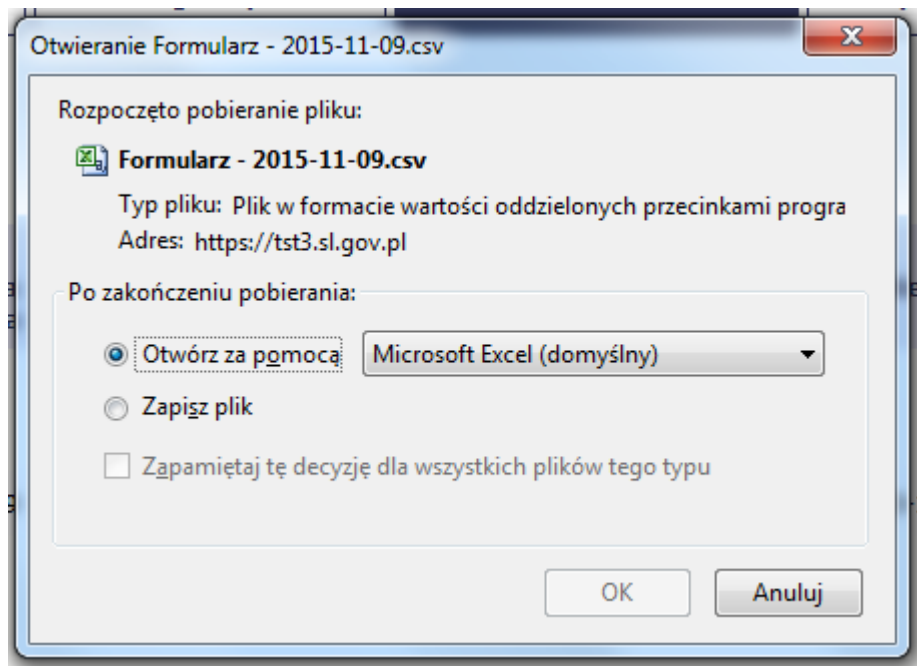 Otwieranie Formularz - 2015-11-09.csv
Rozpoczęto pobieranie pliku:
Formularz - 2015-11-09.csv
Typ pliku: Plik w formacie wartości oddzielonych przecinkami progra
Adres: https://tst3.sl.gov.pl
Po zakończeniu pobierania:
Otwórz za pomocą Microsoft Excel (domyślny)
Zapisz plik
Zapamiętaj tę decyzję dla wszystkich plików tego typu
OK Anuluj